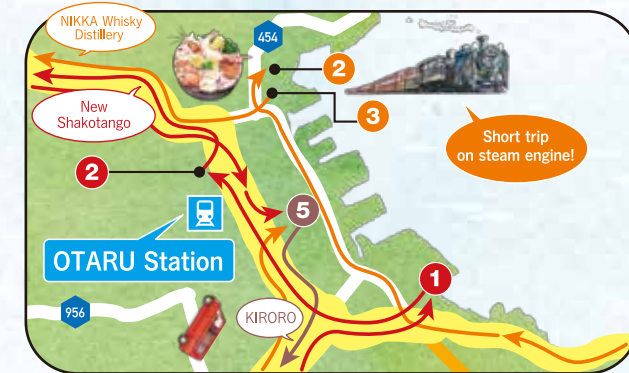 NIKKA Whisky
Distillery
454
2
3
New
Shakotango
Short trip
on steam engine!
2
5
OTARU Station
1
956
KIRORO